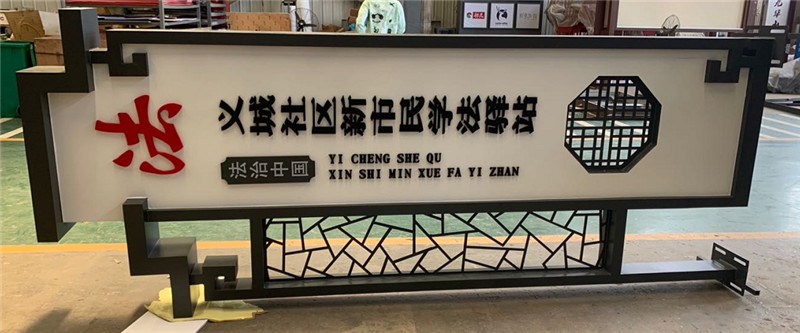 法
义城社区新市民学法驿站
法治中国
YI CHENG SHE QU
XIN SHI MIN XUE FA YI ZHAN